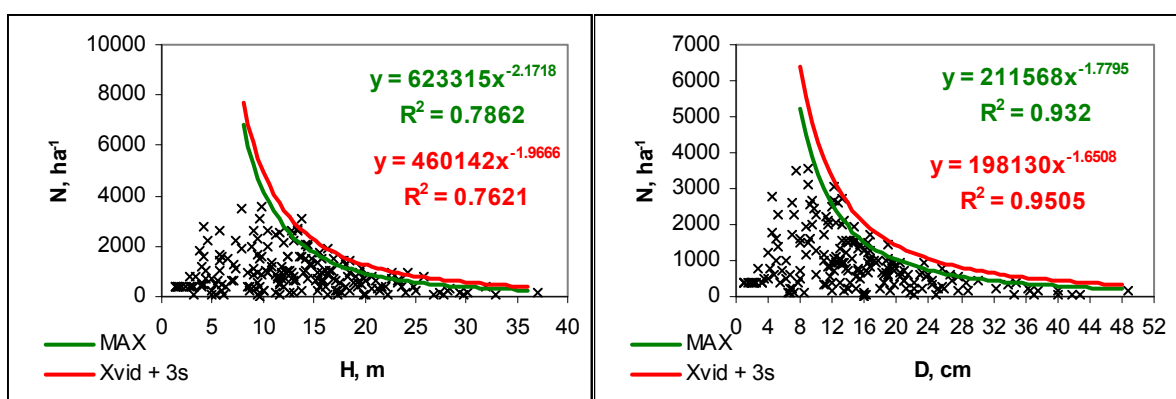 10000
8000
6000
4000
2000
0
N, ha⁻¹
y = 623315x⁻²·¹⁷¹⁸
R² = 0.7862
y = 460142x⁻¹·⁹⁶⁶⁶
R² = 0.7621
0 5 10 15 20 25 30 35 40
H, m
MAX
Xvid + 3s
7000
6000
5000
4000
3000
2000
1000
0
N, ha⁻¹
y = 211568x⁻¹·⁷⁷⁹⁵
R² = 0.932
y = 198130x⁻¹·⁶⁵⁰⁸
R² = 0.9505
0 4 8 12 16 20 24 28 32 36 40 44 48 52
D, cm
MAX
Xvid + 3s